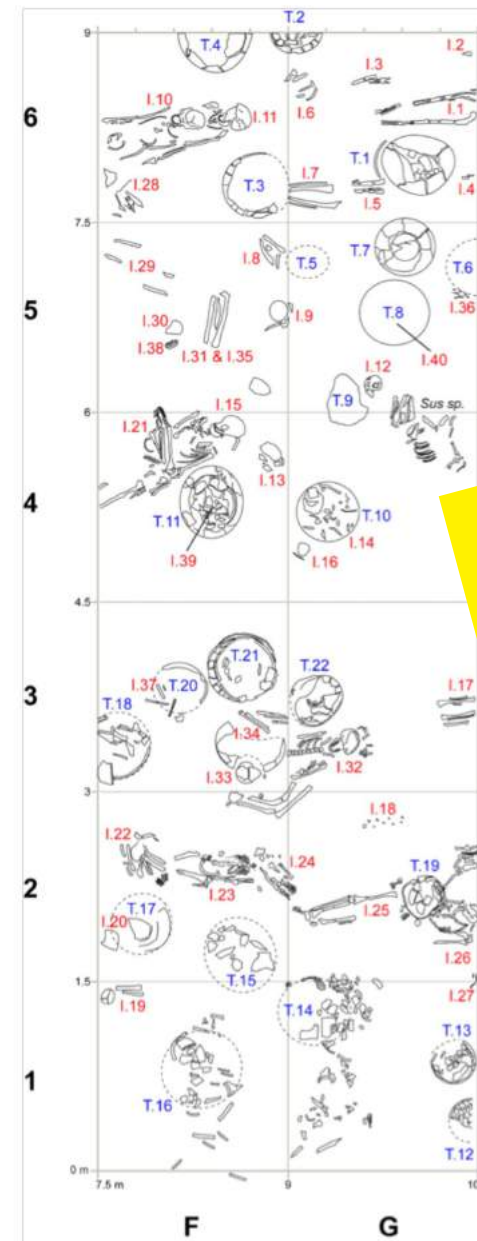 T.2
9
T.4
I.2
I.3
I.6
I.10
I.11
I.1
6
T.1
I.7
I.4
T.3
I.28
I.5
7.5
T.7
I.8
T.5
T.6
I.29
5
I.36
I.9
T.8
I.30
I.38
I.31 & I.35
I.40
I.12
T.9
6
I.15
Sus sp.
I.21
I.13
4
T.11
T.10
I.14
I.39
I.16
4.5
T.21
T.22
I.37
T.20
I.17
3
T.18
I.34
I.32
I.33
3
I.18
I.22
I.24
T.19
2
I.23
T.17
I.25
I.20
I.26
T.15
1.5
I.27
I.19
T.14
T.13
1
T.16
T.12
0 m
7.5 m
9
10
F
G